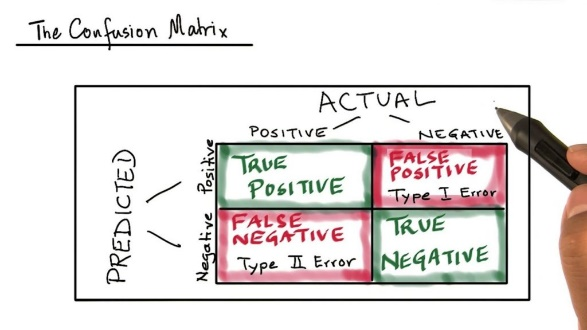 The Confusion Matrix
ACTUAL
POSITIVE
NEGATIVE
PREDICTED
Positive
TRUE
POSITIVE
FALSE
POSITIVE
Type I Error
Negative
FALSE
NEGATIVE
Type II Error
TRUE
NEGATIVE